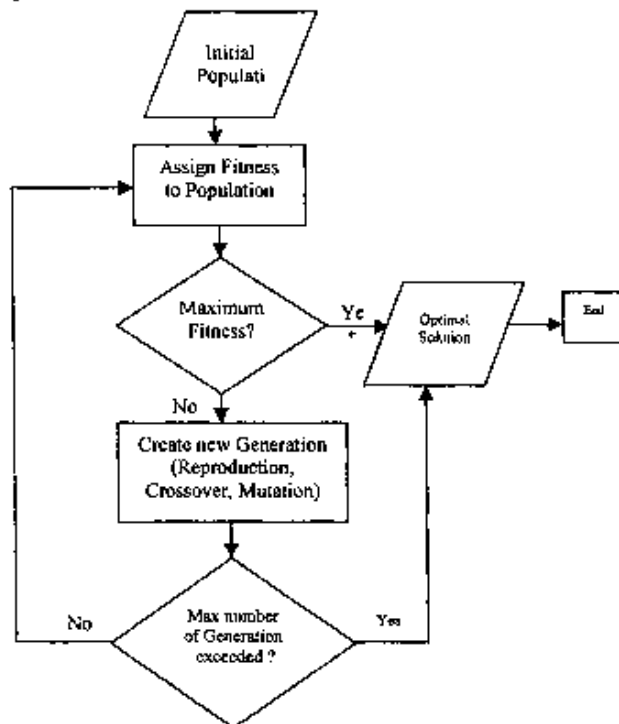 Initial
Populati
Assign Fitness
to Population
Maximum
Fitness?
Ye
Optimal
Solution
End
No
Create new Generation
(Reproduction,
Crossover, Mutation)
No
Max number
of Generation
exceeded ?
Yes